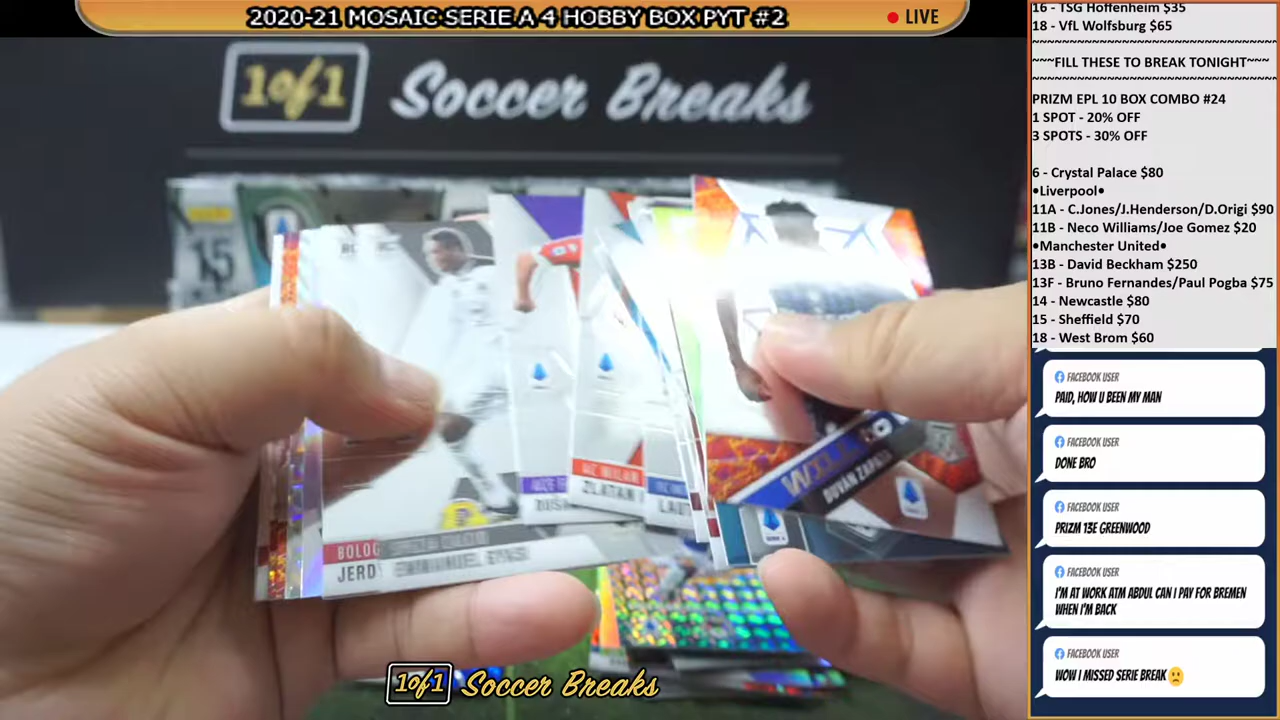 2020-21 MOSAIC SERIE A 4 HOBBY BOX PYT #2
LIVE
1of1 Soccer Breaks
15
16 - TSG Hoffenheim $35
18 - VfL Wolfsburg $65
~~~FILL THESE TO BREAK TONIGHT~~~
PRIZM EPL 10 BOX COMBO #24
1 SPOT - 20% OFF
3 SPOTS - 30% OFF
6 - Crystal Palace $80
•Liverpool•
11A - C.Jones/J.Henderson/D.Origi $90
11B - Neco Williams/Joe Gomez $20
•Manchester United•
13B - David Beckham $250
13F - Bruno Fernandes/Paul Pogba $75
14 - Newcastle $80
15 - Sheffield $70
18 - West Brom $60
FACEBOOK USER
PAID, HOW U BEEN MY MAN
FACEBOOK USER
DONE BRO
FACEBOOK USER
PRIZM 13E GREENWOOD
FACEBOOK USER
I'M AT WORK ATM ABDUL CAN I PAY FOR BREMEN
WHEN I'M BACK
FACEBOOK USER
WOW I MISSED SERIE BREAK
DUVAN ZAPATA
AC MILAN
ZLATAN
BOLOG
JERD
1of1 Soccer Breaks